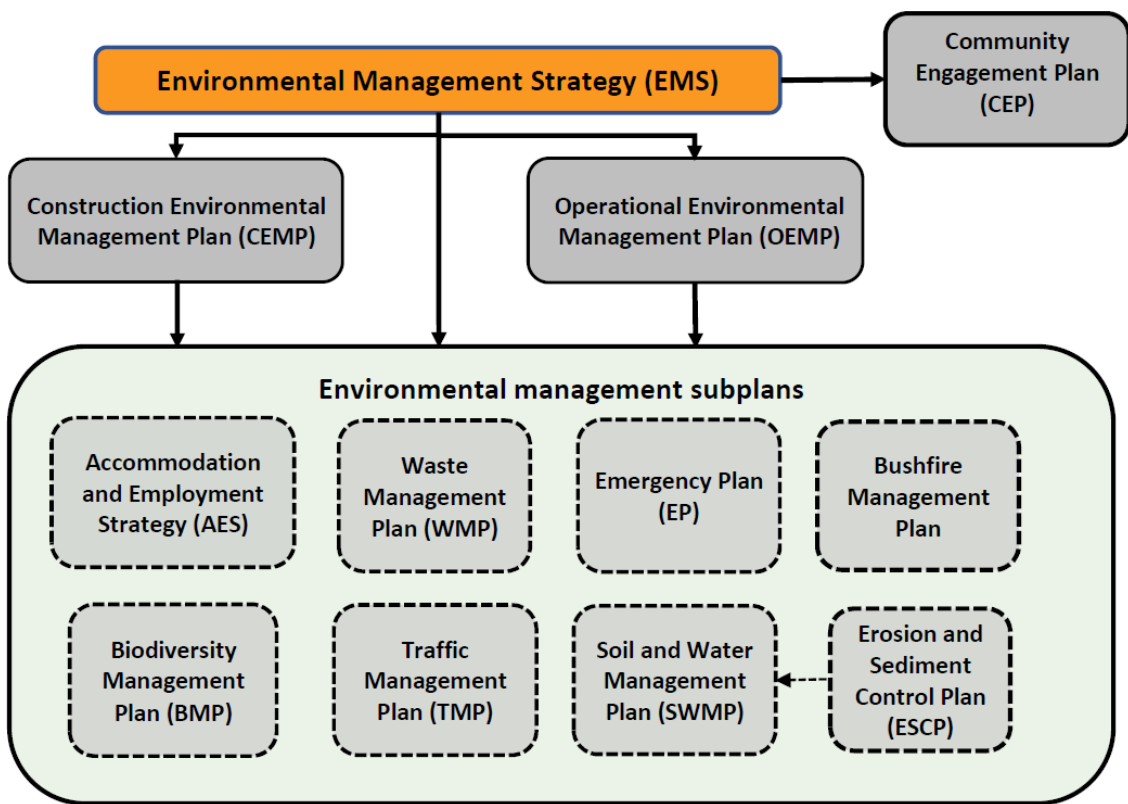 Environmental Management Strategy (EMS)
Community
Engagement Plan
(CEP)
Construction Environmental
Management Plan (CEMP)
Operational Environmental
Management Plan (OEMP)
Environmental management subplans
Accommodation
and Employment
Strategy (AES)
Waste
Management
Plan (WMP)
Emergency Plan
(EP)
Bushfire
Management
Plan
Biodiversity
Management
Plan (BMP)
Traffic
Management
Plan (TMP)
Soil and Water
Management
Plan (SWMP)
Erosion and
Sediment
Control Plan
(ESCP)